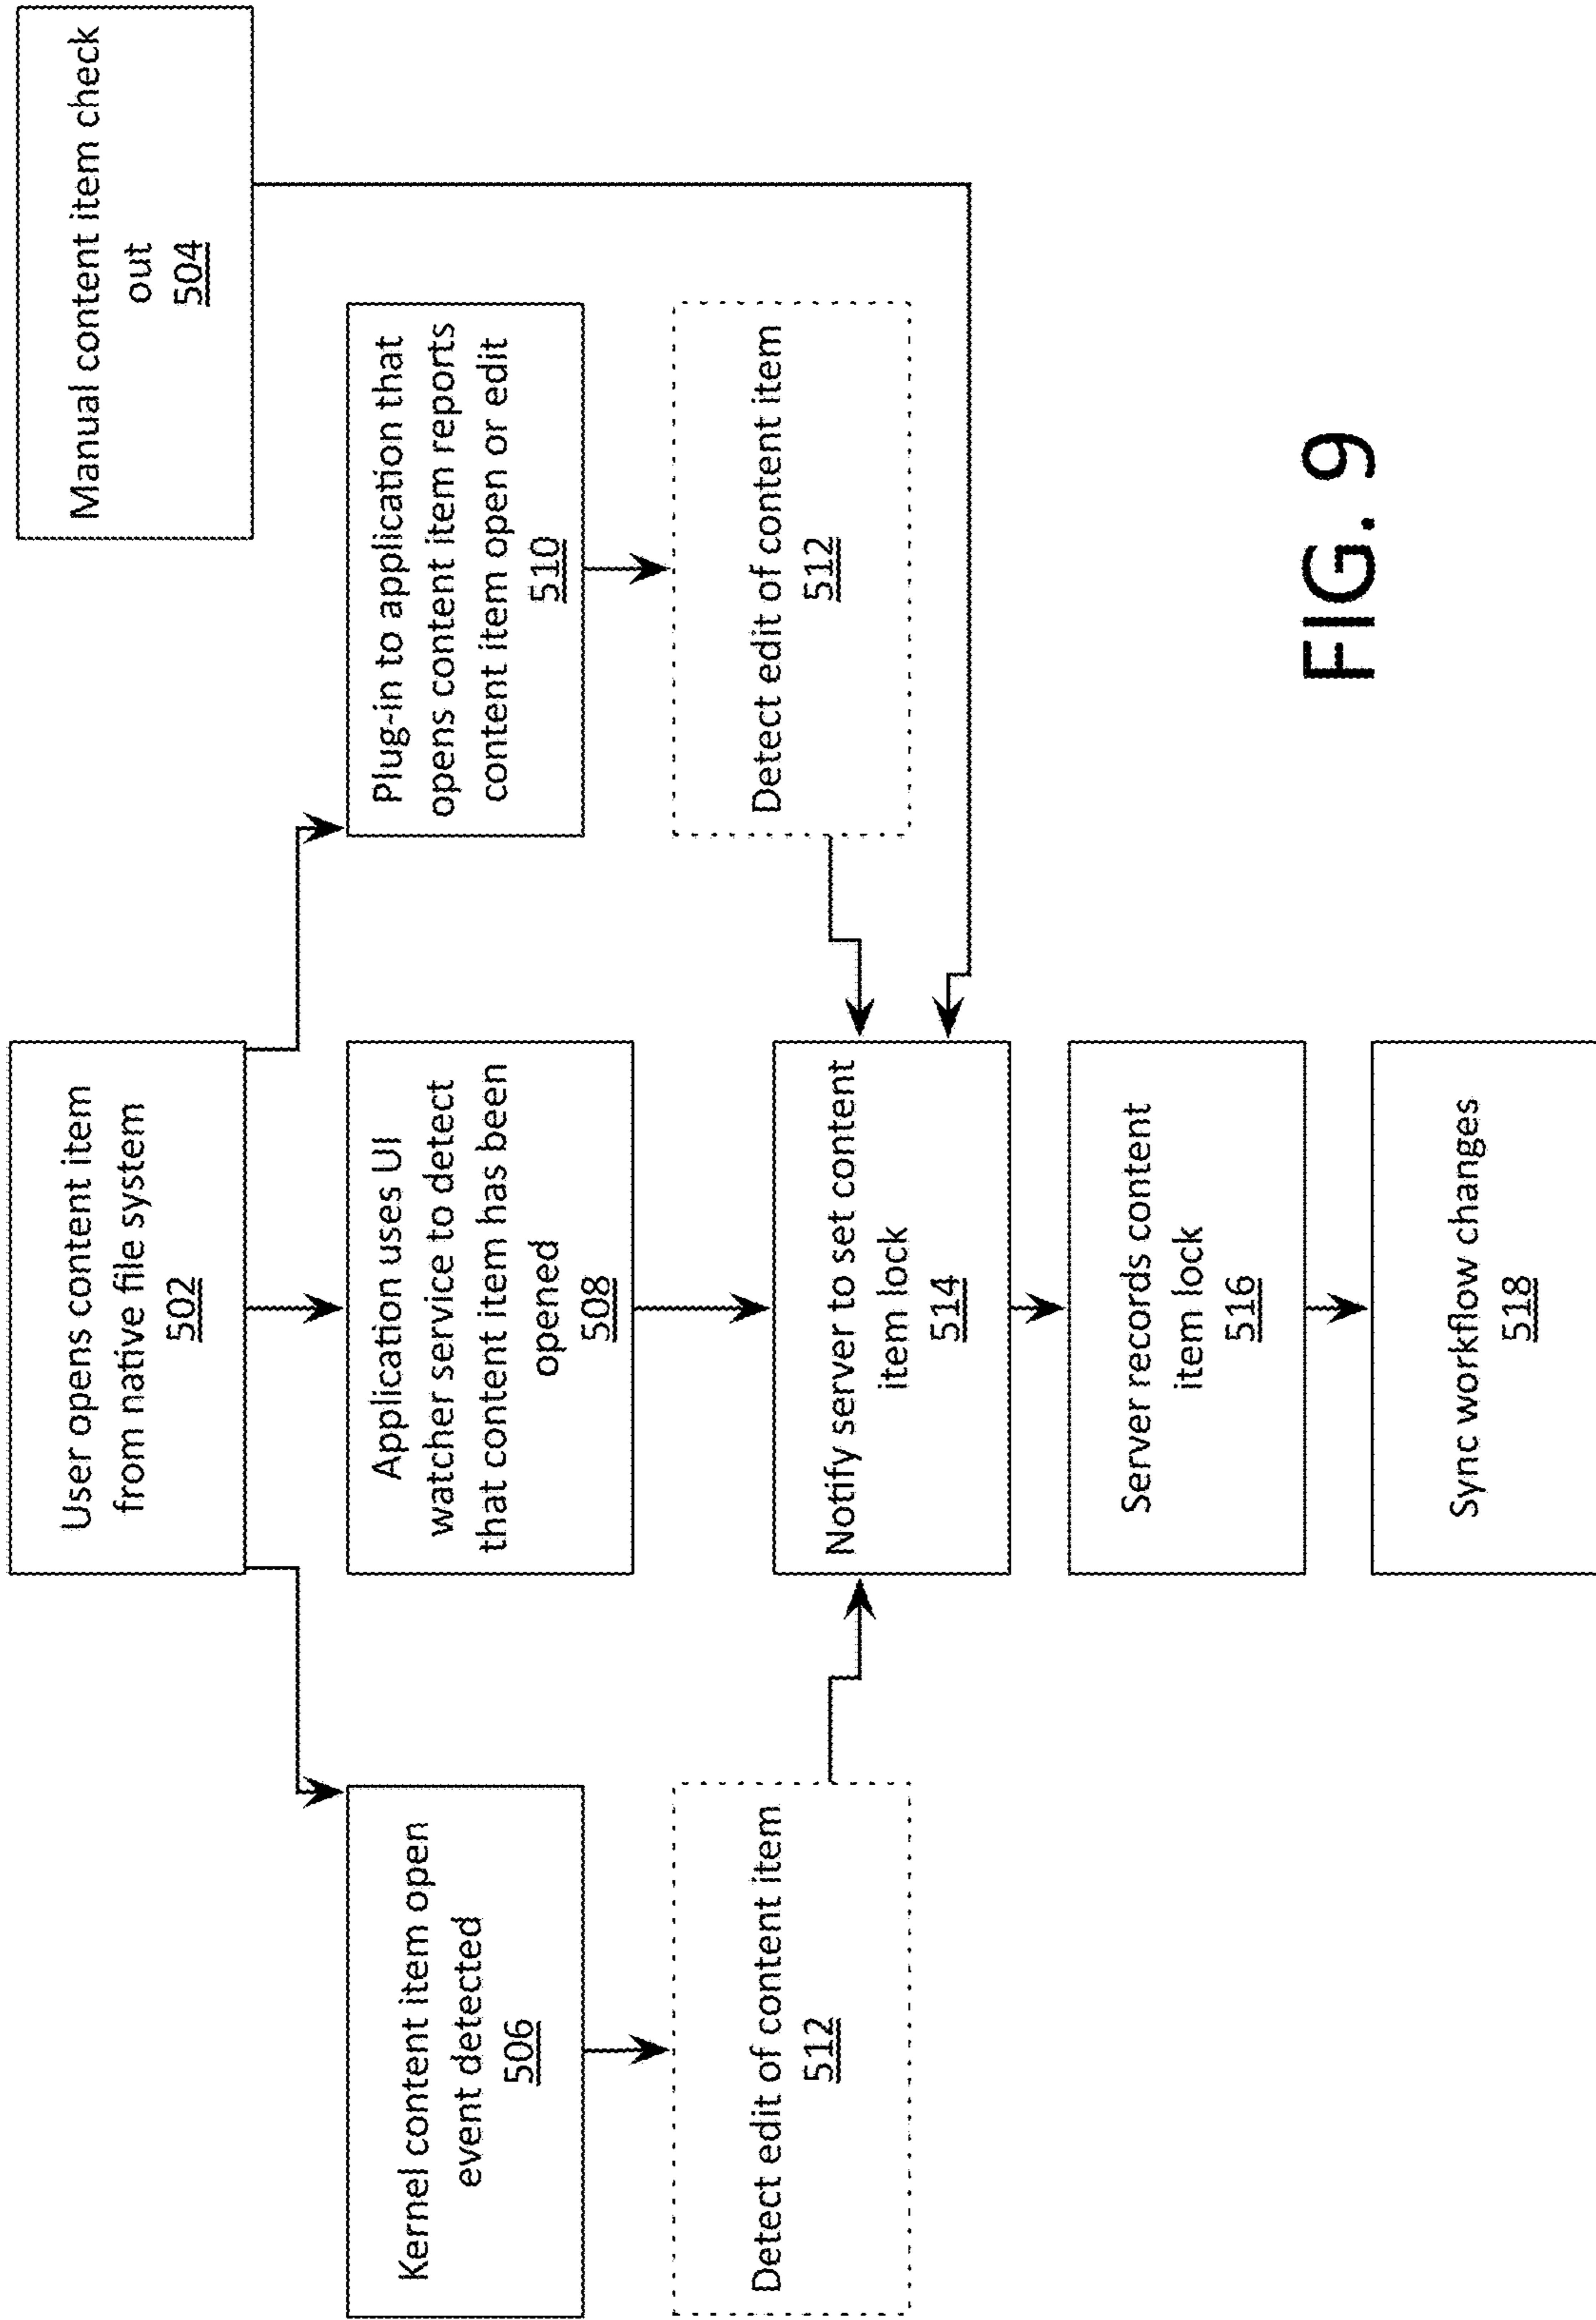 User opens content item
from native file system
502
Manual content item check
out
504
Kernel content item open
event detected
506
Application uses UI
watcher service to detect
that content item has been
opened
508
Plug-in to application that
opens content item reports
content item open or edit
510
Detect edit of content item
512
Detect edit of content item
512
Notify server to set content
item lock
514
Server records content
item lock
516
Sync workflow changes
518
FIG. 9